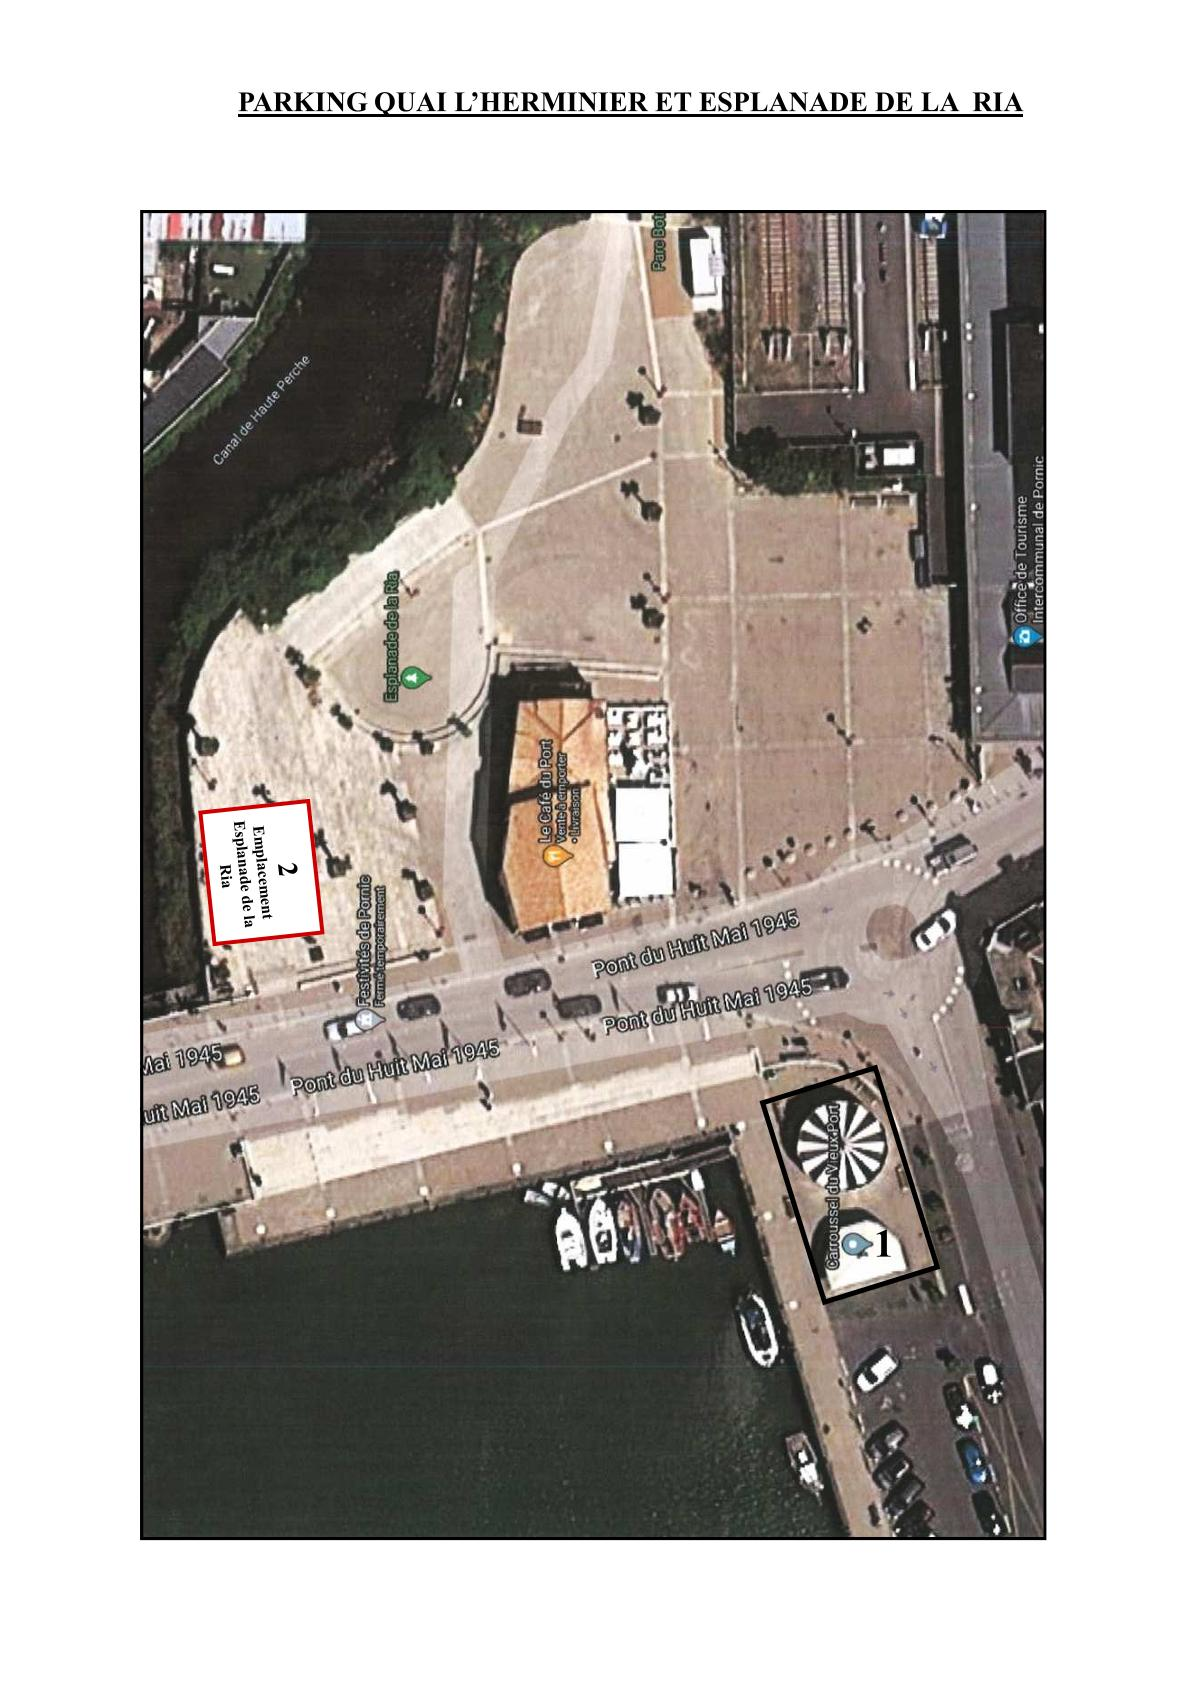 PARKING QUAI L'HERMINIER ET ESPLANADE DE LA RIA
Parc Bot
Canal de Haute Perche
Office de Tourisme
Intercommunal de Pornic
Esplanade de la Ria
Le Café du Port
Vente à emporter
• Livraison
2
Emplacement
Esplanade de la
Ria
Festivités de Pornic
Fermé temporairement
Pont du Huit Mai 1945
Pont du Huit Mai 1945
Pont du Huit Mai 1945
Mai 1945
uit Mai 1945
Carroussel du Vieux Port
1